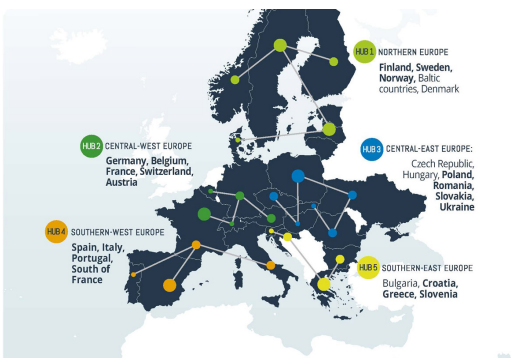 HUB 1 NORTHERN EUROPE
Finland, Sweden,
Norway, Baltic
countries, Denmark
HUB 2 CENTRAL-WEST EUROPE
Germany, Belgium,
France, Switzerland,
Austria
HUB 3 CENTRAL-EAST EUROPE:
Czech Republic,
Hungary, Poland,
Romania,
Slovakia,
Ukraine
HUB 4 SOUTHERN-WEST EUROPE
Spain, Italy,
Portugal,
South of
France
HUB 5 SOUTHERN-EAST EUROPE
Bulgaria, Croatia,
Greece, Slovenia